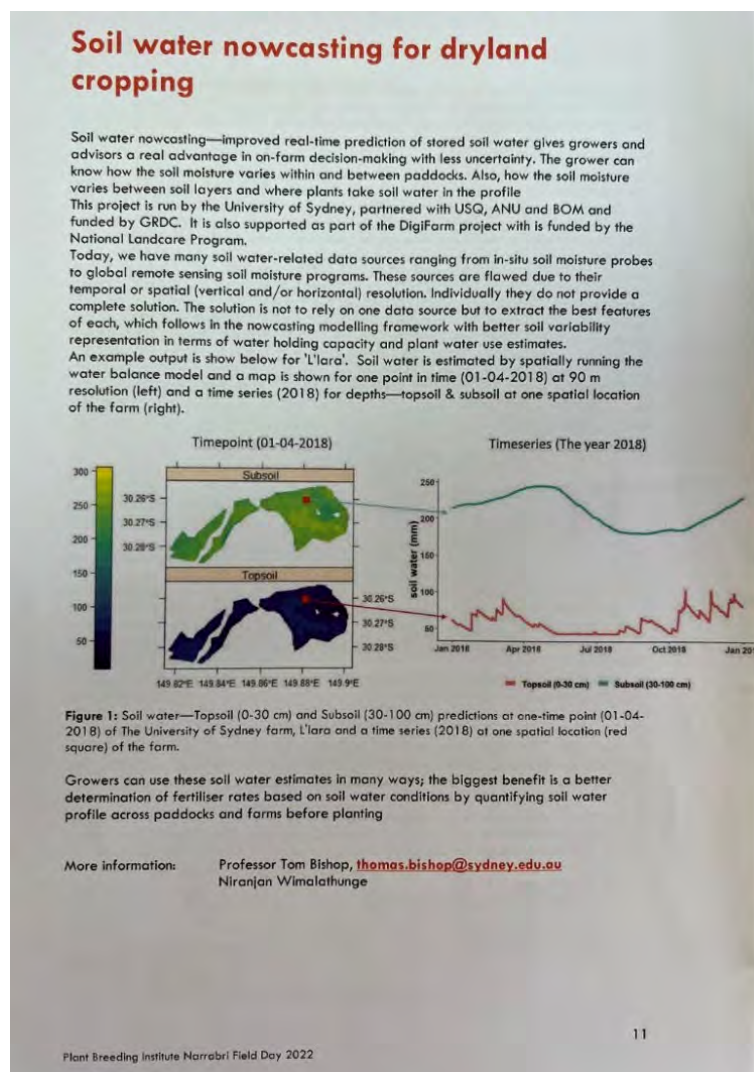 Soil water nowcasting for dryland
cropping
Soil water nowcasting—improved real-time prediction of stored soil water gives growers and
advisors a real advantage in on-farm decision-making with less uncertainty. The grower can
know how the soil moisture varies within and between paddocks. Also, how the soil moisture
varies between soil layers and where plants take soil water in the profile
This project is run by the University of Sydney, partnered with USQ, ANU and BOM and
funded by GRDC. It is also supported as part of the DigiFarm project with is funded by the
National Landcare Program.
Today, we have many soil water-related data sources ranging from in-situ soil moisture probes
to global remote sensing soil moisture programs. These sources are flawed due to their
temporal or spatial (vertical and/or horizontal) resolution. Individually they do not provide a
complete solution. The solution is not to rely on one data source but to extract the best features
of each, which follows in the nowcasting modelling framework with better soil variability
representation in terms of water holding capacity and plant water use estimates.
An example output is show below for 'L'lara'. Soil water is estimated by spatially running the
water balance model and a map is shown for one point in time (01-04-2018) at 90 m
resolution (left) and a time series (2018) for depths—topsoil & subsoil at one spatial location
of the farm (right).
Timepoint (01-04-2018)
Timeseries (The year 2018)
300
250
200
150
100
50
Subsoil
30.26°S
30.27°S
30.28°S
Topsoil
30.26°S
30.27°S
30.28°S
149.82°E 149.84°E 149.86°E 149.88°E 149.9°E
soil water (mm)
250
200
150
100
50
Jan 2018 Apr 2018 Jul 2018 Oct 2018 Jan 20
Topsoil (0-30 cm) Subsoil (30-100 cm)
Figure 1: Soil water—Topsoil (0-30 cm) and Subsoil (30-100 cm) predictions at one-time point (01-04-
2018) of The University of Sydney farm, L'lara and a time series (2018) at one spatial location (red
square) of the farm.
Growers can use these soil water estimates in many ways; the biggest benefit is a better
determination of fertiliser rates based on soil water conditions by quantifying soil water
profile across paddocks and farms before planting
More information: Professor Tom Bishop, thomas.bishop@sydney.edu.au
Niranjan Wimalathunge
11
Plant Breeding Institute Narrabri Field Day 2022